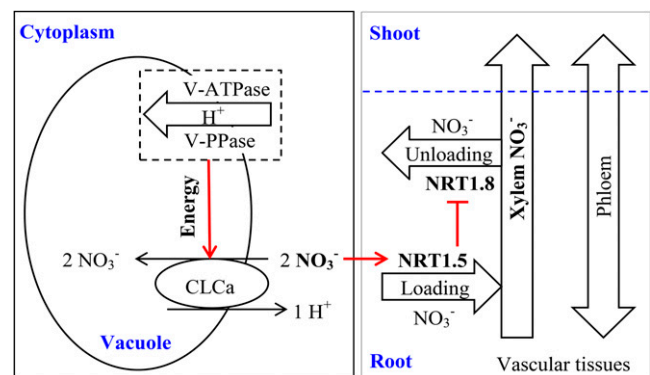 Cytoplasm
V-ATPase
H⁺
V-PPase
Energy
2 NO₃⁻
2 NO₃⁻
CLCa
1 H⁺
Vacuole
Shoot
NO₃⁻
Unloading
NRT1.8
Xylem NO₃⁻
Phloem
NRT1.5
Loading
NO₃⁻
Root
Vascular tissues